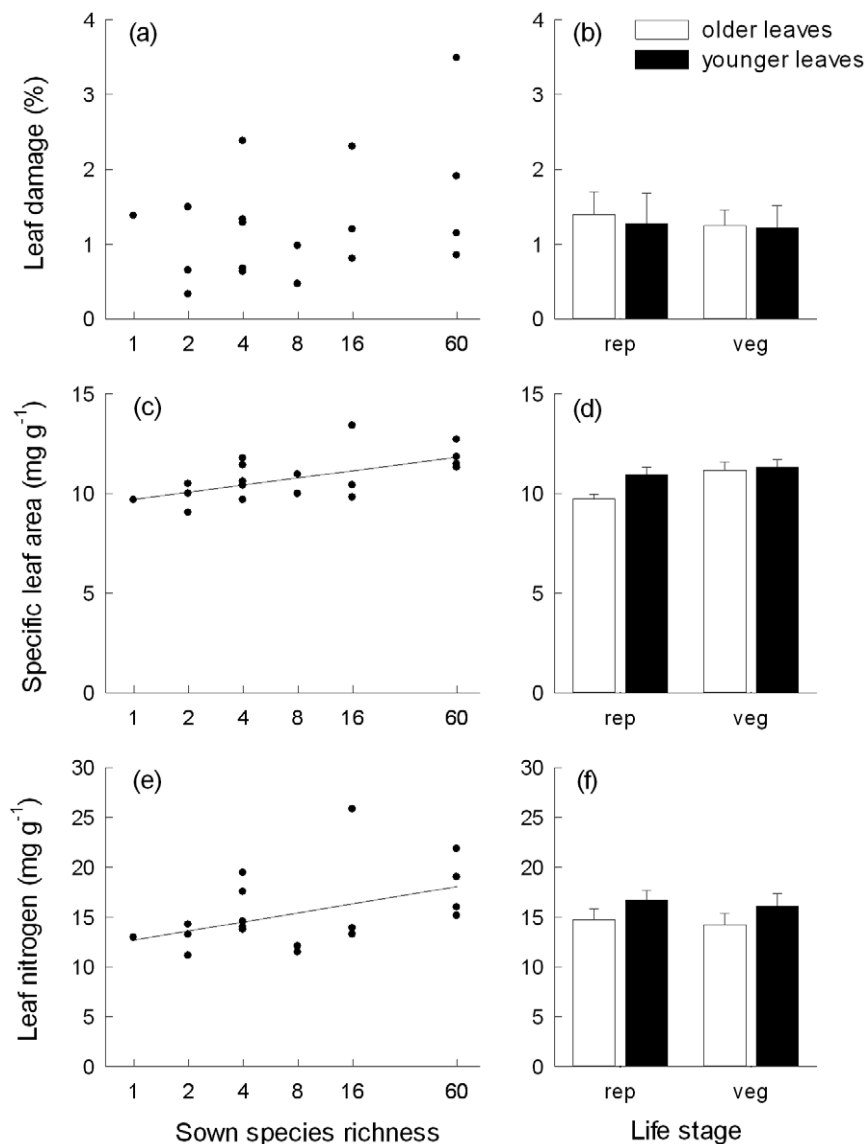 (a)
Leaf damage (%)
4
3
2
1
0
1 2 4 8 16 60
(b)
older leaves
younger leaves
4
3
2
1
0
rep veg
(c)
Specific leaf area (mg g⁻¹)
15
10
5
0
1 2 4 8 16 60
(d)
15
10
5
0
rep veg
(e)
Leaf nitrogen (mg g⁻¹)
30
25
20
15
10
5
0
1 2 4 8 16 60
Sown species richness
(f)
30
25
20
15
10
5
0
rep veg
Life stage